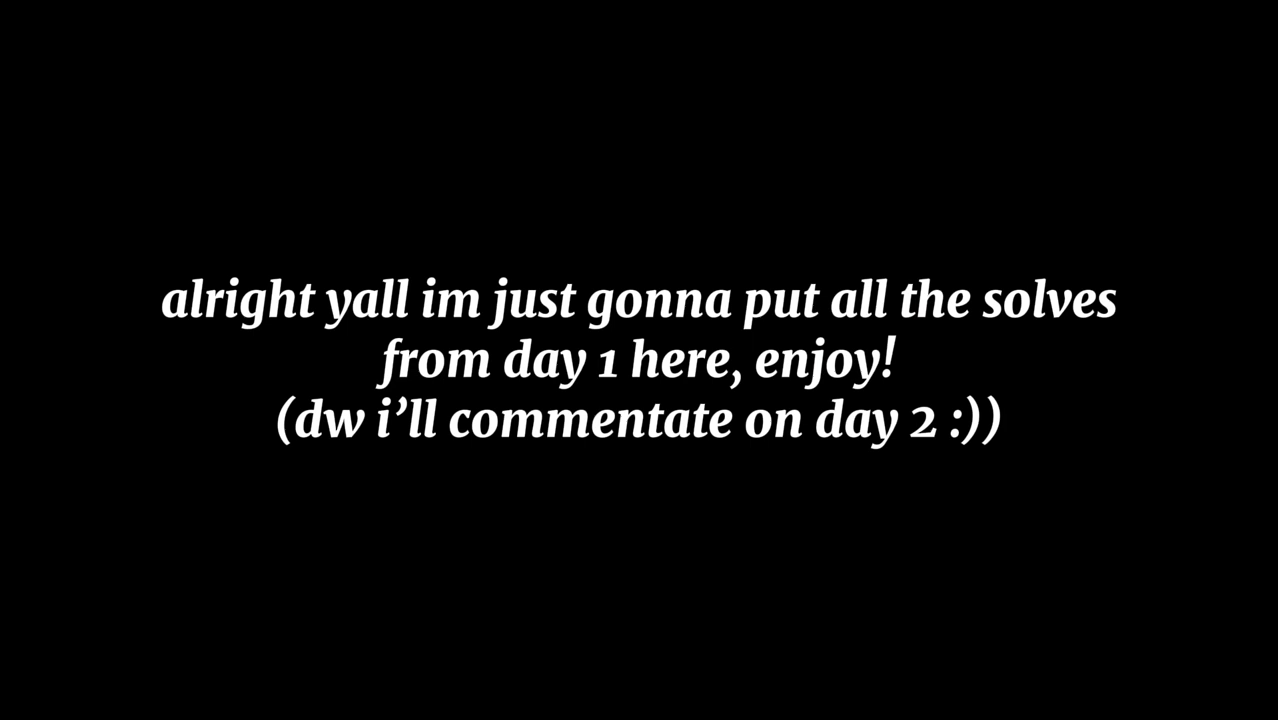 alright yall im just gonna put all the solves
from day 1 here, enjoy!
(dw i’ll commentate on day 2 :))